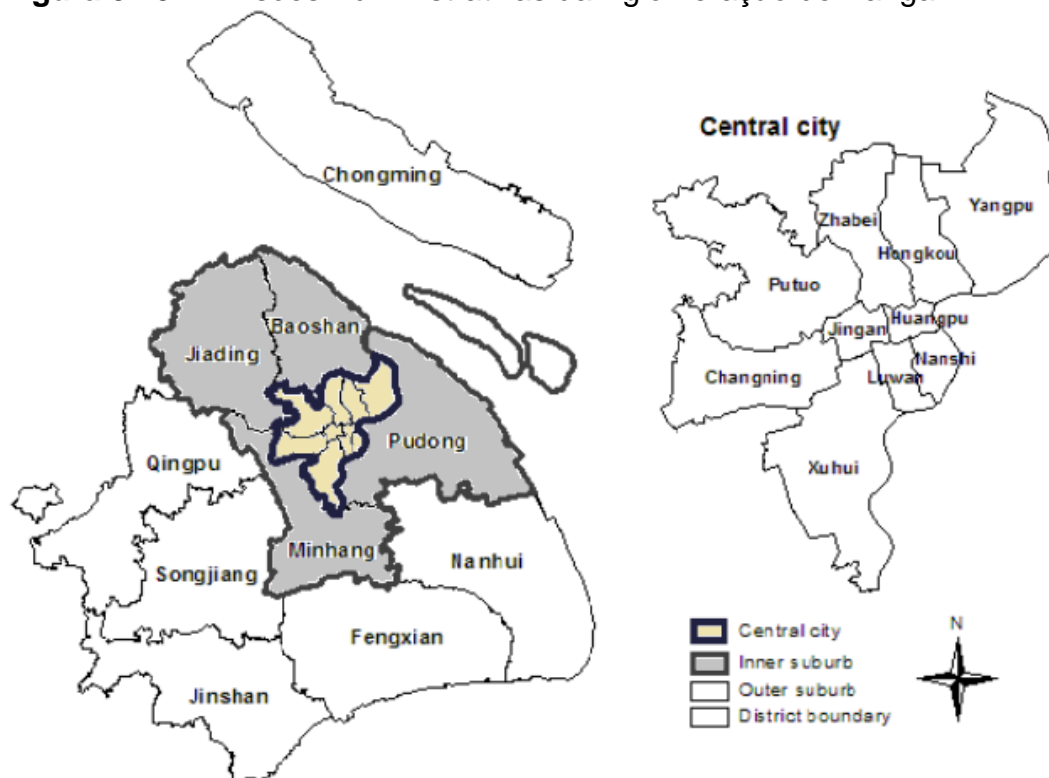 Central city
Chongming
Yangpu
Zhabei
Hongkou
Putuo
Baoshan
Huangpu
Jingan
Jiading
Nanshi
Changning
Luwan
Pudong
Qingpu
Xuhui
Minhang
Nanhui
Songjiang
Fengxian
Jinshan
Central city
Inner suburb
Outer suburb
District boundary
N